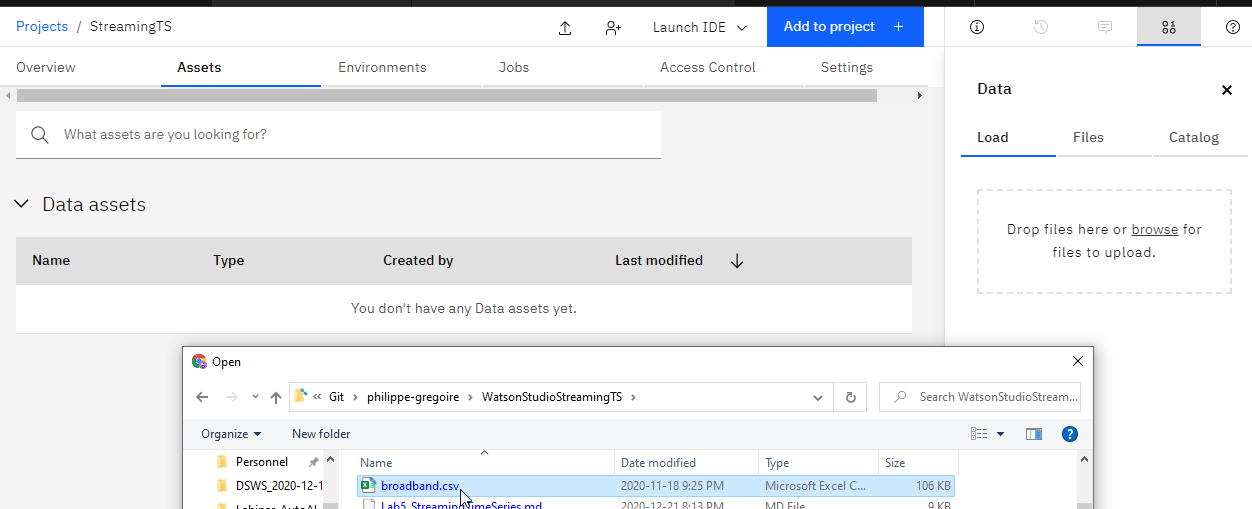 Projects / StreamingTS
Launch IDE
Add to project +
Overview
Assets
Environments
Jobs
Access Control
Settings
What assets are you looking for?
Data assets
Name Type Created by Last modified
You don't have any Data assets yet.
Data
Load Files Catalog
Drop files here or browse for
files to upload.
Open
« Git > philippe-gregoire > WatsonStudioStreamingTS >
Search WatsonStudioStream...
Organize New folder
Personnel
DSWS_2020-12-1
Name Date modified Type Size
broadband.csv 2020-11-18 9:25 PM Microsoft Excel C... 106 KB
Lab5_StreamingTimeSeries.md 2020-12-21 8:13 PM MD File 9 KB